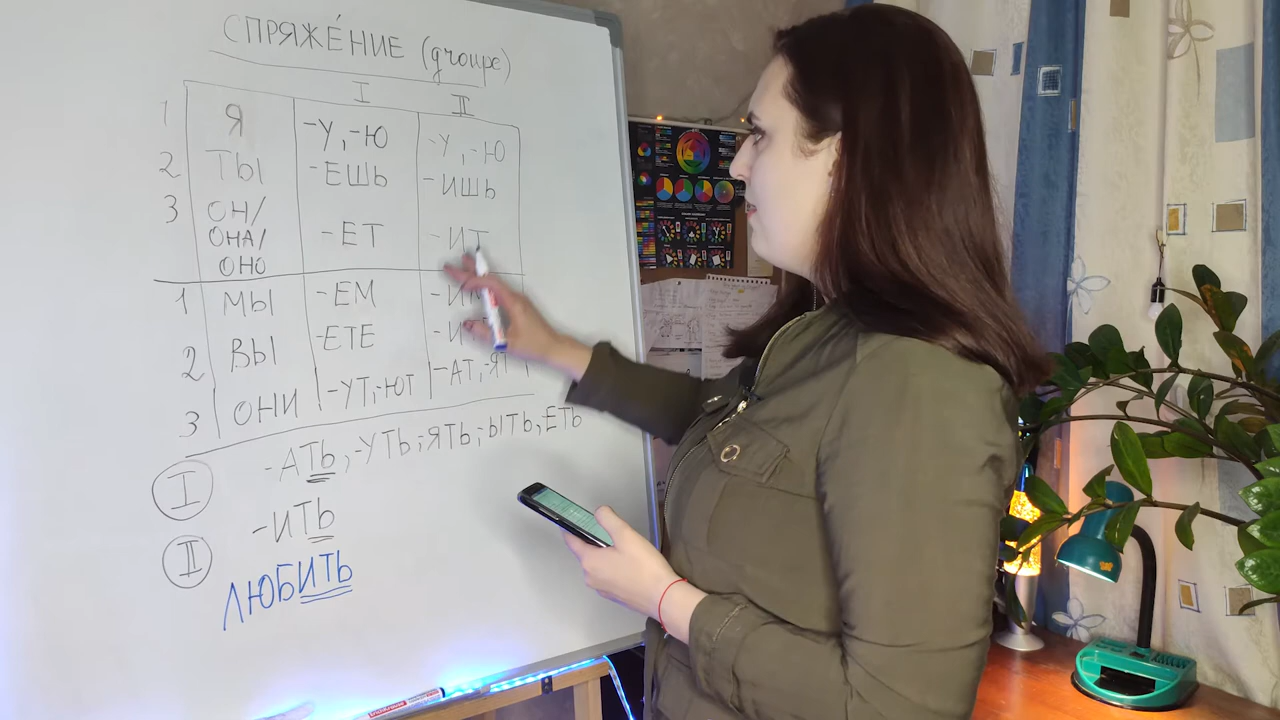 СПРЯЖЕ́НИЕ (groupe)
I II
1 Я -У, -Ю -У, -Ю
2 ТЫ -ЕШЬ -ИШЬ
3 ОН/
ОНА/ -ЕТ -ИТ
ОНО
1 МЫ -ЕМ
2 ВЫ -ЕТЕ
3 ОНИ -УТ,-ЮТ -АТ,-ЯТ
I -АТЬ,-УТЬ,-ЯТЬ,-ЫТЬ,ЕТЬ
II -ИТЬ
ЛЮБИТЬ